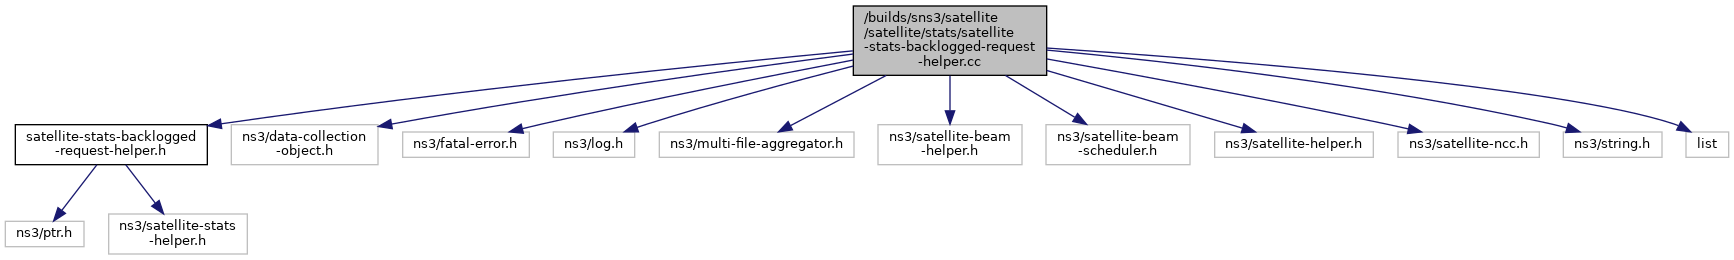 /builds/sns3/satellite
/satellite/stats/satellite
-stats-backlogged-request
-helper.cc
satellite-stats-backlogged
-request-helper.h
ns3/data-collection
-object.h
ns3/fatal-error.h
ns3/log.h
ns3/multi-file-aggregator.h
ns3/satellite-beam
-helper.h
ns3/satellite-beam
-scheduler.h
ns3/satellite-helper.h
ns3/satellite-ncc.h
ns3/string.h
list
ns3/ptr.h
ns3/satellite-stats
-helper.h